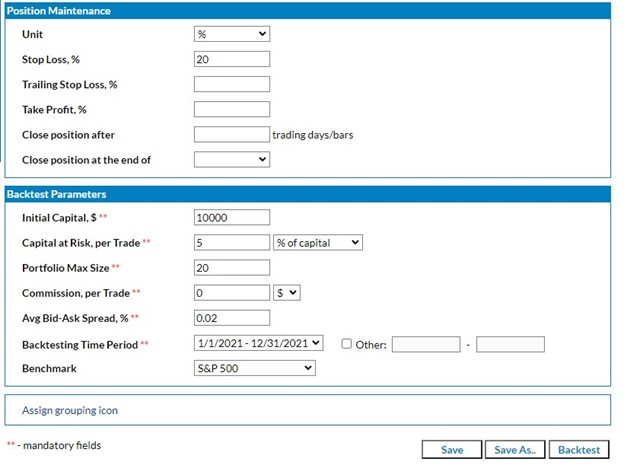 Position Maintenance
Unit %
Stop Loss, % 20
Trailing Stop Loss, %
Take Profit, %
Close position after trading days/bars
Close position at the end of
Backtest Parameters
Initial Capital, $ ** 10000
Capital at Risk, per Trade ** 5 % of capital
Portfolio Max Size ** 20
Commission, per Trade ** 0 $
Avg Bid-Ask Spread, % ** 0.02
Backtesting Time Period ** 1/1/2021 - 12/31/2021 Other: -
Benchmark S&P 500
Assign grouping icon
** - mandatory fields
Save Save As.. Backtest